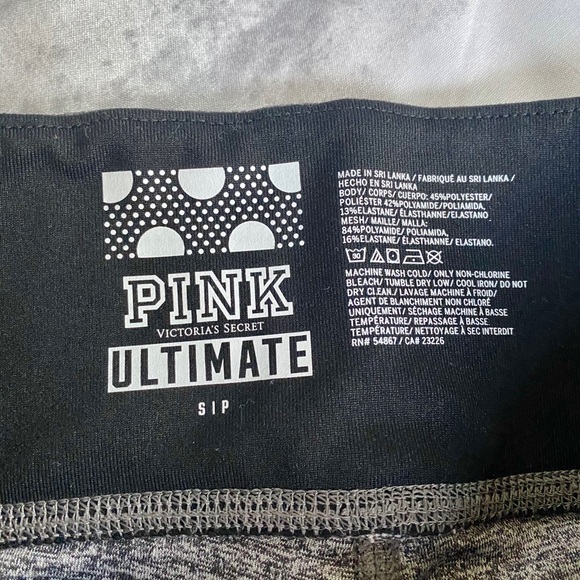 PINK
VICTORIA'S SECRET
ULTIMATE
S|P
MADE IN SRI LANKA/ FABRIQUÉ AU SRI LANKA/
HECHO EN SRI LANKA
BODY/ CORPS/ CUERPO: 45%POLYESTER/
POLIÉSTER 42%POLYAMIDE/POLIAMIDA,
13%ELASTANE/ÉLASTHANNE/ELASTANO
MESH/ MAILLE/ MALLA:
84%POLYAMIDE/ POLIAMIDA,
16%ELASTANE/ ÉLASTHANNE/ ELASTANO.
30
MACHINE WASH COLD/ ONLY NON-CHLORINE
BLEACH/ TUMBLE DRY LOW/ COOL IRON/ DO NOT
DRY CLEAN./ LAVAGE MACHINE À FROID/
AGENT DE BLANCHIMENT NON CHLORÉ
UNIQUEMENT/ SÉCHAGE MACHINE À BASSE
TEMPÉRATURE/ REPASSAGE À BASSE
TEMPÉRATURE/ NETTOYAGE À SEC INTERDIT
RN# 54867/ CA# 23226